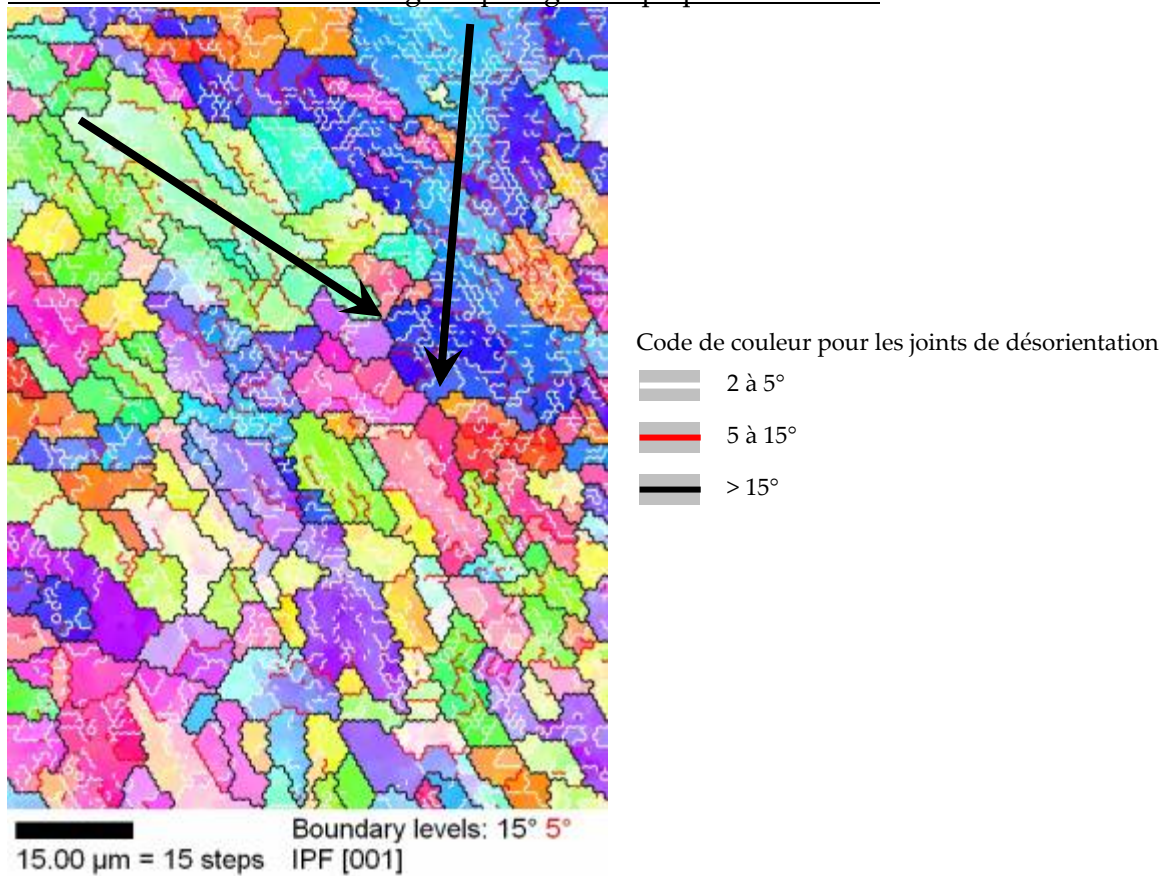 Code de couleur pour les joints de désorientation
2 à 5°
5 à 15°
> 15°
Boundary levels: 15° 5°
15.00 µm = 15 steps IPF [001]